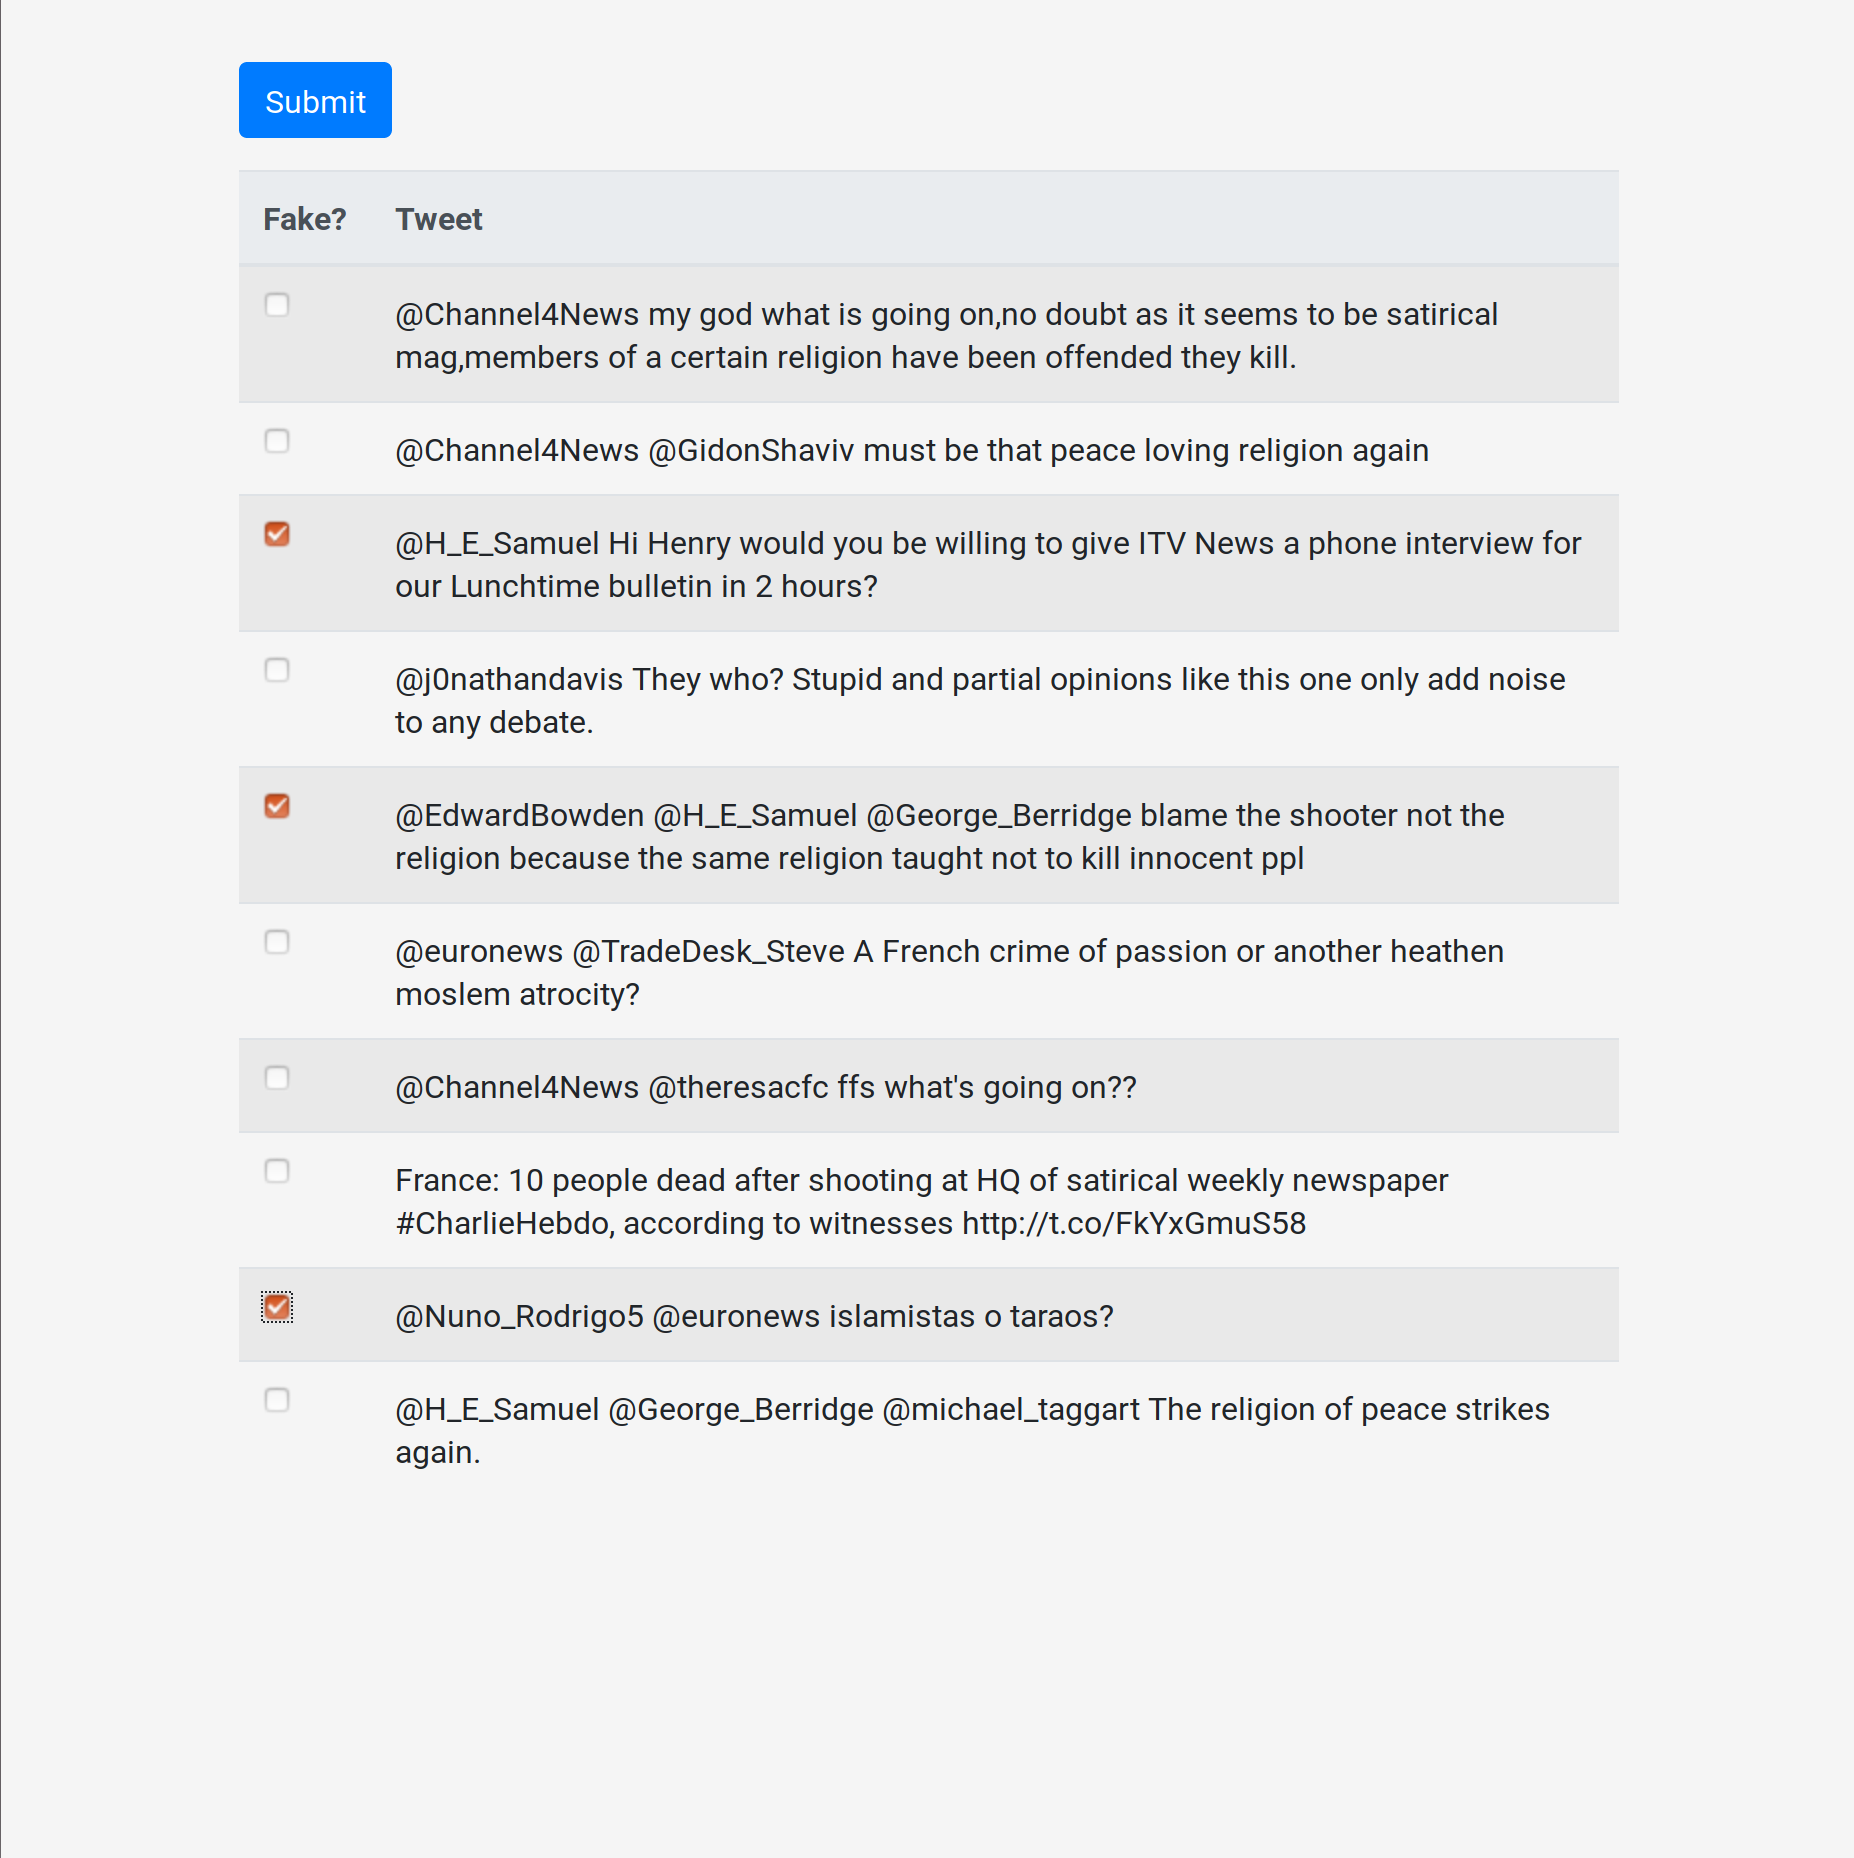 Submit
Fake? Tweet
@Channel4News my god what is going on,no doubt as it seems to be satirical
mag,members of a certain religion have been offended they kill.
@Channel4News @GidonShaviv must be that peace loving religion again
@H_E_Samuel Hi Henry would you be willing to give ITV News a phone interview for
our Lunchtime bulletin in 2 hours?
@j0nathandavis They who? Stupid and partial opinions like this one only add noise
to any debate.
@EdwardBowden @H_E_Samuel @George_Berridge blame the shooter not the
religion because the same religion taught not to kill innocent ppl
@euronews @TradeDesk_Steve A French crime of passion or another heathen
moslem atrocity?
@Channel4News @theresacfc ffs what's going on??
France: 10 people dead after shooting at HQ of satirical weekly newspaper
#CharlieHebdo, according to witnesses http://t.co/FkYxGmuS58
@Nuno_Rodrigo5 @euronews islamistas o taraos?
@H_E_Samuel @George_Berridge @michael_taggart The religion of peace strikes
again.